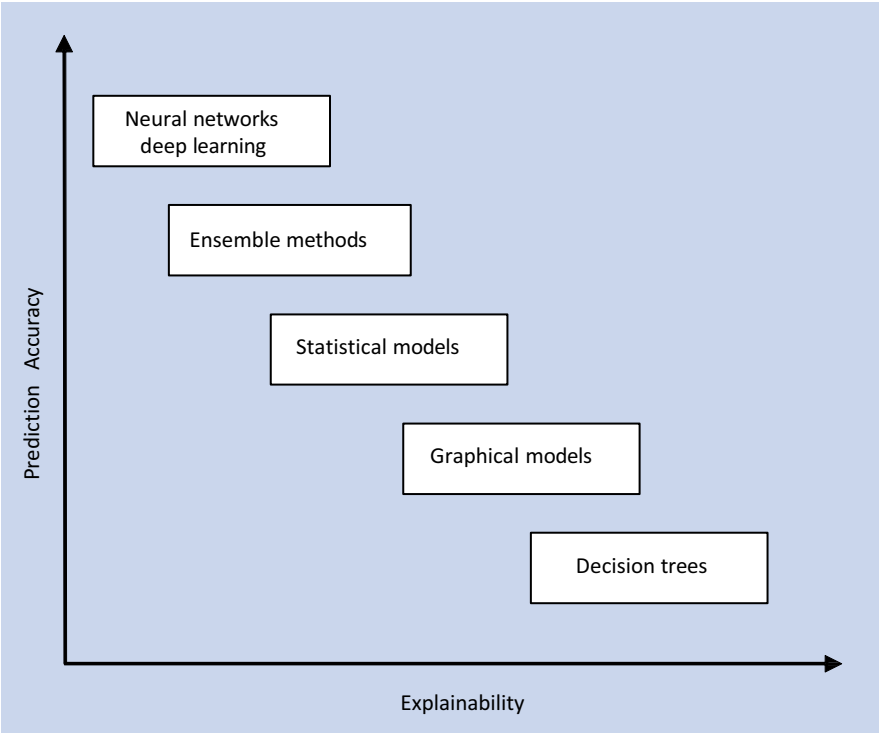 Neural networks
deep learning
Ensemble methods
Statistical models
Graphical models
Decision trees
Prediction Accuracy
Explainability